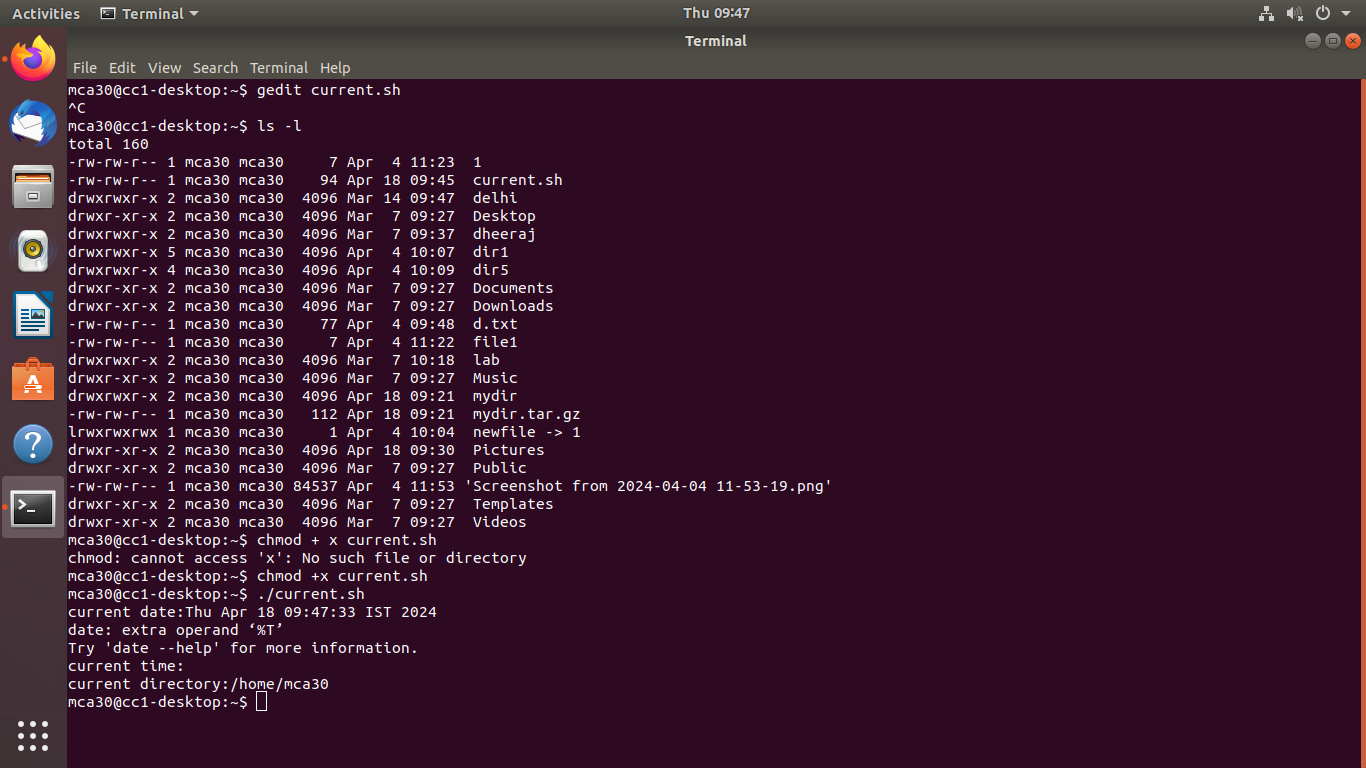 Activities Terminal Thu 09:47
Terminal
File Edit View Search Terminal Help
mca30@cc1-desktop:~$ gedit current.sh
^C
mca30@cc1-desktop:~$ ls -l
total 160
-rw-rw-r-- 1 mca30 mca30     7 Apr  4 11:23  1
-rw-rw-r-- 1 mca30 mca30    94 Apr 18 09:45  current.sh
drwxrwxr-x 2 mca30 mca30  4096 Mar 14 09:47  delhi
drwxr-xr-x 2 mca30 mca30  4096 Mar  7 09:27  Desktop
drwxrwxr-x 2 mca30 mca30  4096 Mar  7 09:37  dheeraj
drwxrwxr-x 5 mca30 mca30  4096 Apr  4 10:07  dir1
drwxrwxr-x 4 mca30 mca30  4096 Apr  4 10:09  dir5
drwxr-xr-x 2 mca30 mca30  4096 Mar  7 09:27  Documents
drwxr-xr-x 2 mca30 mca30  4096 Mar  7 09:27  Downloads
-rw-rw-r-- 1 mca30 mca30    77 Apr  4 09:48  d.txt
-rw-rw-r-- 1 mca30 mca30     7 Apr  4 11:22  file1
drwxrwxr-x 2 mca30 mca30  4096 Mar  7 10:18  lab
drwxr-xr-x 2 mca30 mca30  4096 Mar  7 09:27  Music
drwxrwxr-x 2 mca30 mca30  4096 Apr 18 09:21  mydir
-rw-rw-r-- 1 mca30 mca30   112 Apr 18 09:21  mydir.tar.gz
lrwxrwxrwx 1 mca30 mca30     1 Apr  4 10:04  newfile -> 1
drwxr-xr-x 2 mca30 mca30  4096 Apr 18 09:30  Pictures
drwxr-xr-x 2 mca30 mca30  4096 Mar  7 09:27  Public
-rw-rw-r-- 1 mca30 mca30 84537 Apr  4 11:53 'Screenshot from 2024-04-04 11-53-19.png'
drwxr-xr-x 2 mca30 mca30  4096 Mar  7 09:27  Templates
drwxr-xr-x 2 mca30 mca30  4096 Mar  7 09:27  Videos
mca30@cc1-desktop:~$ chmod + x current.sh
chmod: cannot access 'x': No such file or directory
mca30@cc1-desktop:~$ chmod +x current.sh
mca30@cc1-desktop:~$ ./current.sh
current date:Thu Apr 18 09:47:33 IST 2024
date: extra operand ‘%T’
Try 'date --help' for more information.
current time:
current directory:/home/mca30
mca30@cc1-desktop:~$